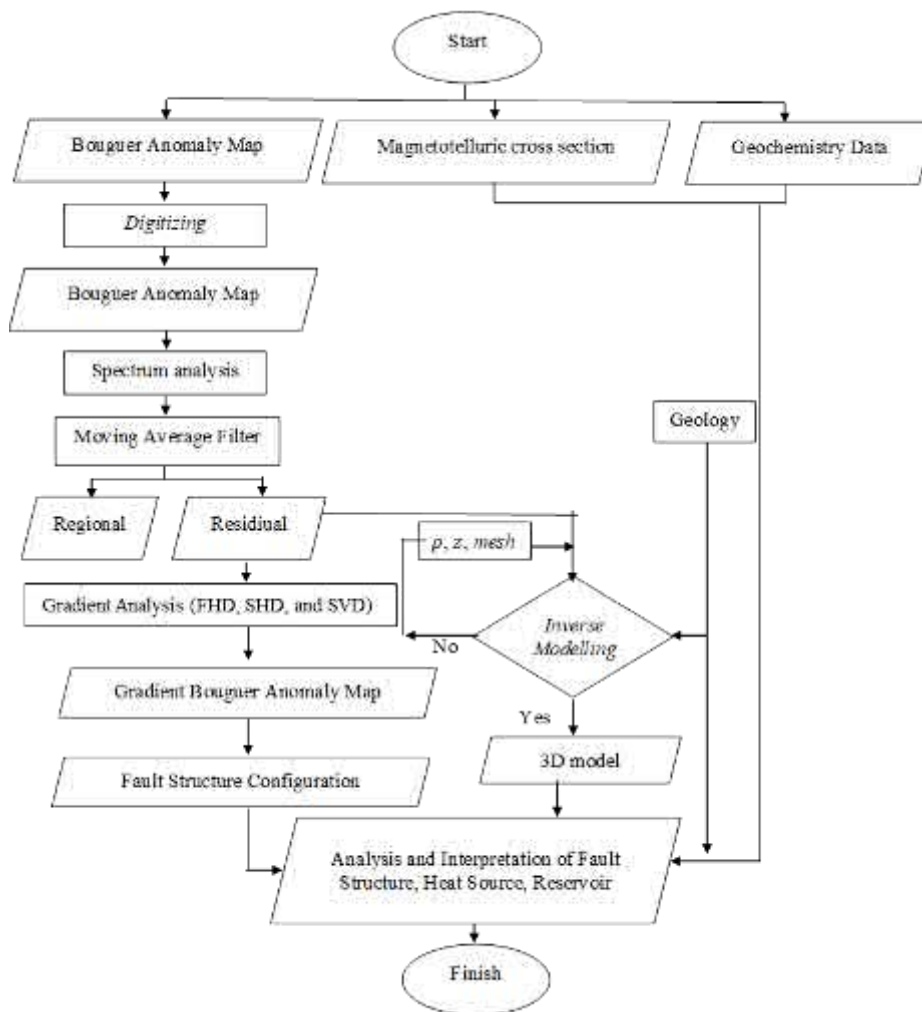 Start
Bouguer Anomaly Map
Magnetotelluric cross section
Geochemistry Data
Digitizing
Bouguer Anomaly Map
Spectrum analysis
Moving Average Filter
Geology
Regional
Residiual
ρ, z, mesh
Gradient Analysis (FHD, SHD, and SVD)
Inverse
Modelling
No
Gradient Bouguer Anomaly Map
Yes
3D model
Fault Structure Configuration
Analysis and Interpretation of Fault
Structure, Heat Source, Reservoir
Finish